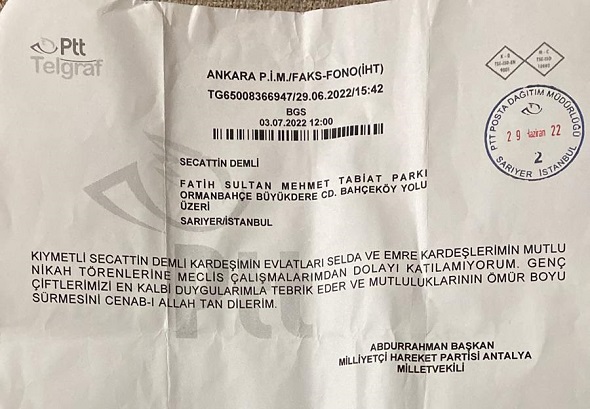 Ptt
Telgraf
ANKARA P.İ.M./FAKS-FONO(İHT)
TG65008366947/29.06.2022/15:42
BGS
03.07.2022 12:00
PTT POSTA DAĞITIM MÜDÜRLÜĞÜ
29 Haziran 22
2
SARIYER İSTANBUL
SECATTİN DEMLİ
FATİH SULTAN MEHMET TABİAT PARKI
ORMANBAHÇE BÜYÜKDERE CD. BAHÇEKÖY YOLU
ÜZERİ
SARIYER/İSTANBUL
KIYMETLİ SECATTİN DEMLİ KARDEŞİMİN EVLATLARI SELDA VE EMRE KARDEŞLERİMİN MUTLU
NİKAH TÖRENLERİNE MECLİS ÇALIŞMALARIMDAN DOLAYI KATILAMIYORUM. GENÇ
ÇİFTLERİMİZİ EN KALBİ DUYGULARIMLA TEBRİK EDER VE MUTLULUKLARININ ÖMÜR BOYU
SÜRMESİNİ CENAB-I ALLAH TAN DİLERİM.
Ptt
ABDURRAHMAN BAŞKAN
MİLLİYETÇİ HAREKET PARTİSİ ANTALYA
MİLLETVEKİLİ